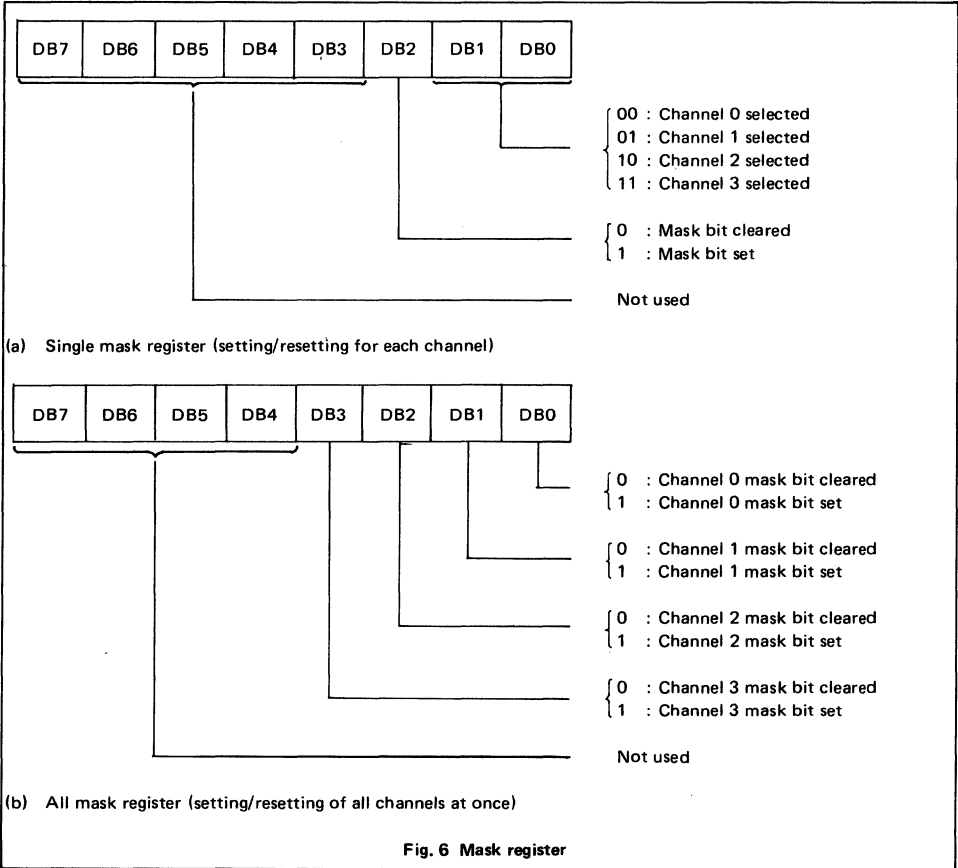 DB7 DB6 DB5 DB4 DB3 DB2 DB1 DB0
00 : Channel 0 selected
01 : Channel 1 selected
10 : Channel 2 selected
11 : Channel 3 selected
0 : Mask bit cleared
1 : Mask bit set
Not used
(a) Single mask register (setting/resetting for each channel)
DB7 DB6 DB5 DB4 DB3 DB2 DB1 DB0
0 : Channel 0 mask bit cleared
1 : Channel 0 mask bit set
0 : Channel 1 mask bit cleared
1 : Channel 1 mask bit set
0 : Channel 2 mask bit cleared
1 : Channel 2 mask bit set
0 : Channel 3 mask bit cleared
1 : Channel 3 mask bit set
Not used
(b) All mask register (setting/resetting of all channels at once)
Fig. 6 Mask register